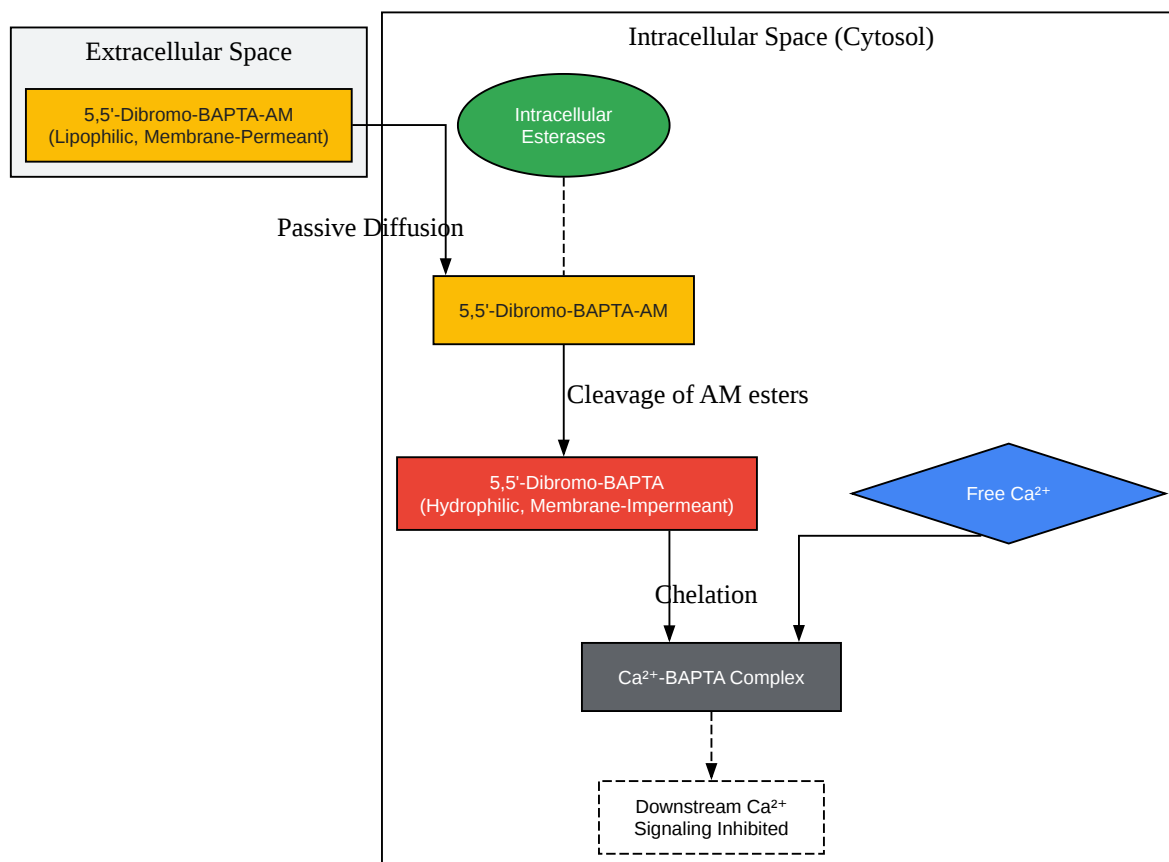 Extracellular Space
5,5'-Dibromo-BAPTA-AM
(Lipophilic, Membrane-Permeant)
Intracellular Space (Cytosol)
Intracellular
Esterases
Passive Diffusion
5,5'-Dibromo-BAPTA-AM
Cleavage of AM esters
5,5'-Dibromo-BAPTA
(Hydrophilic, Membrane-Impermeant)
Free Ca²⁺
Chelation
Ca²⁺-BAPTA Complex
Downstream Ca²⁺
Signaling Inhibited